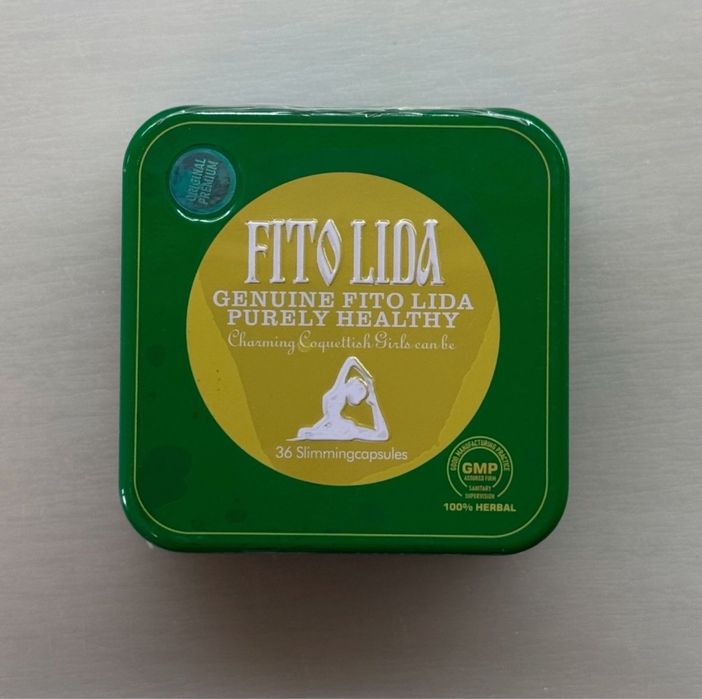 ORIGINAL
PREMIUM
FITO LIDA
GENUINE FITO LIDA
PURELY HEALTHY
Charming Coquettish Girls can be
36 Slimmingcapsules
GOOD MANUFACTURING PRACTICE
GMP
ASSURED FIRM
SANITARY
SUPERVISION
100% HERBAL